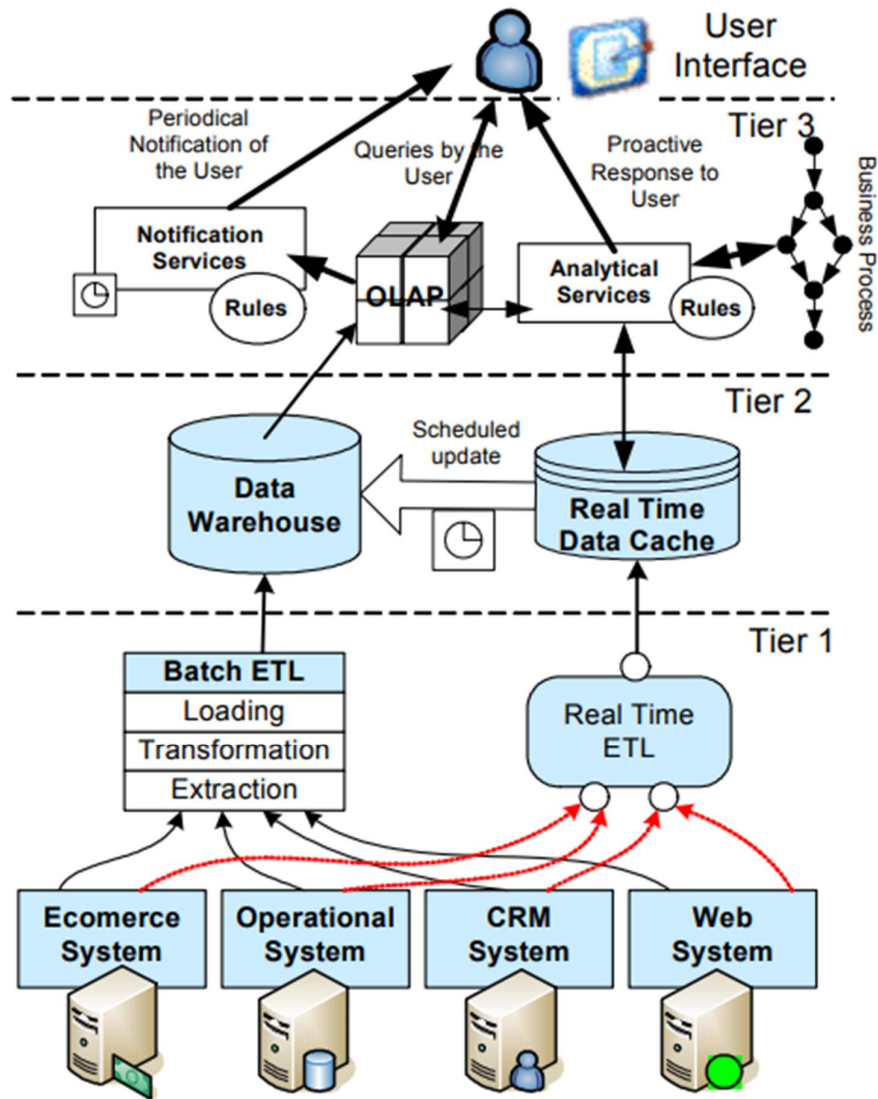 User
Interface
Tier 3
Periodical
Notification of
the User
Queries by the
User
Proactive
Response to
User
Business Process
Notification
Services
Rules
OLAP
Analytical
Services
Rules
Tier 2
Scheduled
update
Data
Warehouse
Real Time
Data Cache
Tier 1
Batch ETL
Loading
Transformation
Extraction
Real Time
ETL
Ecomerce
System
Operational
System
CRM
System
Web
System